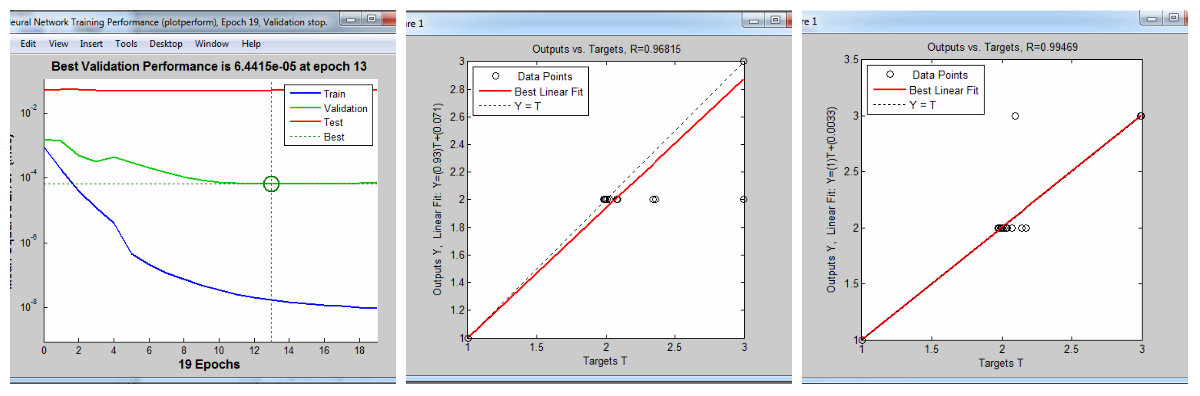 eural Network Training Performance (plotperform), Epoch 19, Validation stop.
Edit View Insert Tools Desktop Window Help
Best Validation Performance is 6.4415e-05 at epoch 13
Train
Validation
Test
Best
10^-2
10^-4
10^-6
10^-8
0 2 4 6 8 10 12 14 16 18
19 Epochs
ure 1
Outputs vs. Targets, R=0.96815
Data Points
Best Linear Fit
Y = T
Outputs Y, Linear Fit: Y=(0.93)T+(0.071)
3
2.8
2.6
2.4
2.2
2
1.8
1.6
1.4
1.2
1
1 1.5 2 2.5 3
Targets T
re 1
Outputs vs. Targets, R=0.99469
Data Points
Best Linear Fit
Y = T
Outputs Y, Linear Fit: Y=(1)T+(0.0033)
3.5
3
2.5
2
1.5
1
1 1.5 2 2.5 3
Targets T